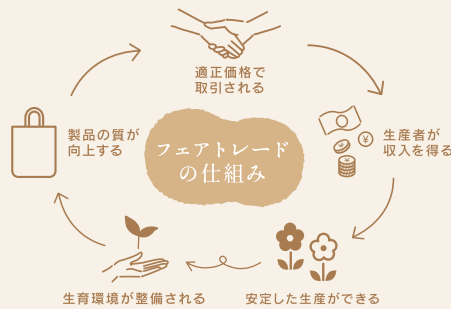 フェアトレード
の仕組み
適正価格で
取引される
生産者が
収入を得る
¥
¥
安定した生産ができる
生育環境が整備される
製品の質が
向上する